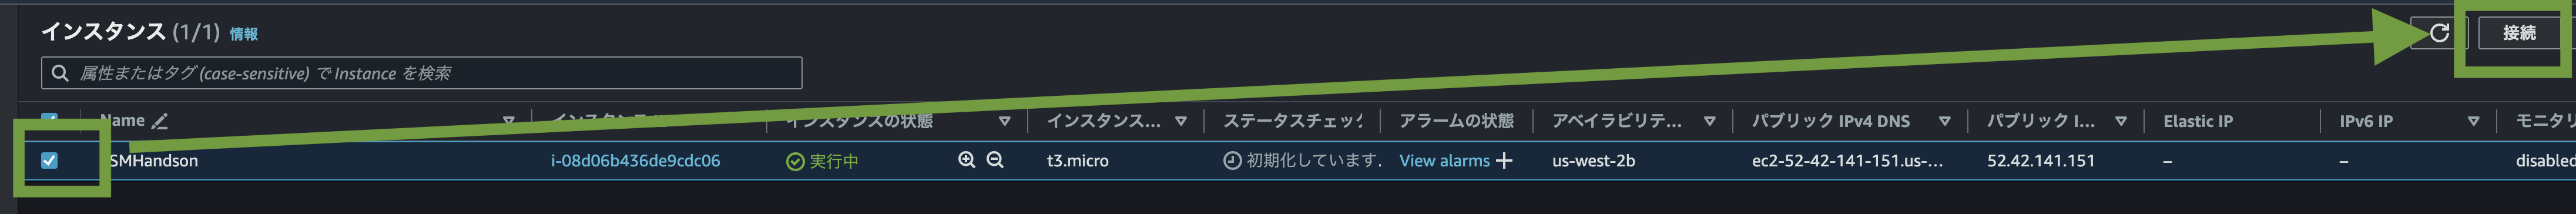 インスタンス (1/1) 情報
接続
属性またはタグ (case-sensitive) で Instance を検索
Name インスタンスの状態 インスタンス... ステータスチェック アラームの状態 アベイラビリテ... パブリック IPv4 DNS パブリック I... Elastic IP IPv6 IP モニタリ
SMHandson i-08d06b436de9cdc06 実行中 t3.micro 初期化しています. View alarms us-west-2b ec2-52-42-141-151.us-... 52.42.141.151 – – disabled